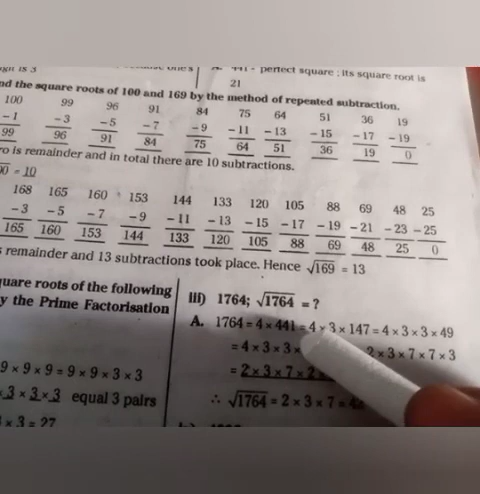 perfect square ; its square root is
21
nd the square roots of 100 and 169 by the method of repeated subtraction.
100 99 96 91 84 75 64 51 36 19
−1 −3 −5 −7 −9 −11 −13 −15 −17 −19
99 96 91 84 75 64 51 36 19 0
ro is remainder and in total there are 10 subtractions.
= 10
168 165 160 153 144 133 120 105 88 69 48 25
−3 −5 −7 −9 −11 −13 −15 −17 −19 −21 −23 −25
165 160 153 144 133 120 105 88 69 48 25 0
remainder and 13 subtractions took place. Hence √169 = 13
quare roots of the following
y the Prime Factorisation
9 × 9 × 9 = 9 × 9 × 3 × 3
× 3 × 3 × 3 equal 3 pairs
× 3 = 27
iii) 1764; √1764 = ?
A. 1764 = 4 × 441 = 4 × 3 × 147 = 4 × 3 × 3 × 49
= 4 × 3 × 3 × 2 × 3 × 7 × 7 × 3
= 2 × 3 × 7 × 2
∴ √1764 = 2 × 3 × 7 =